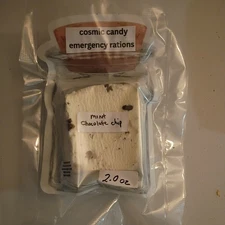 cosmic candy
emergency rations
mint
chocolate chip
2.0 oz